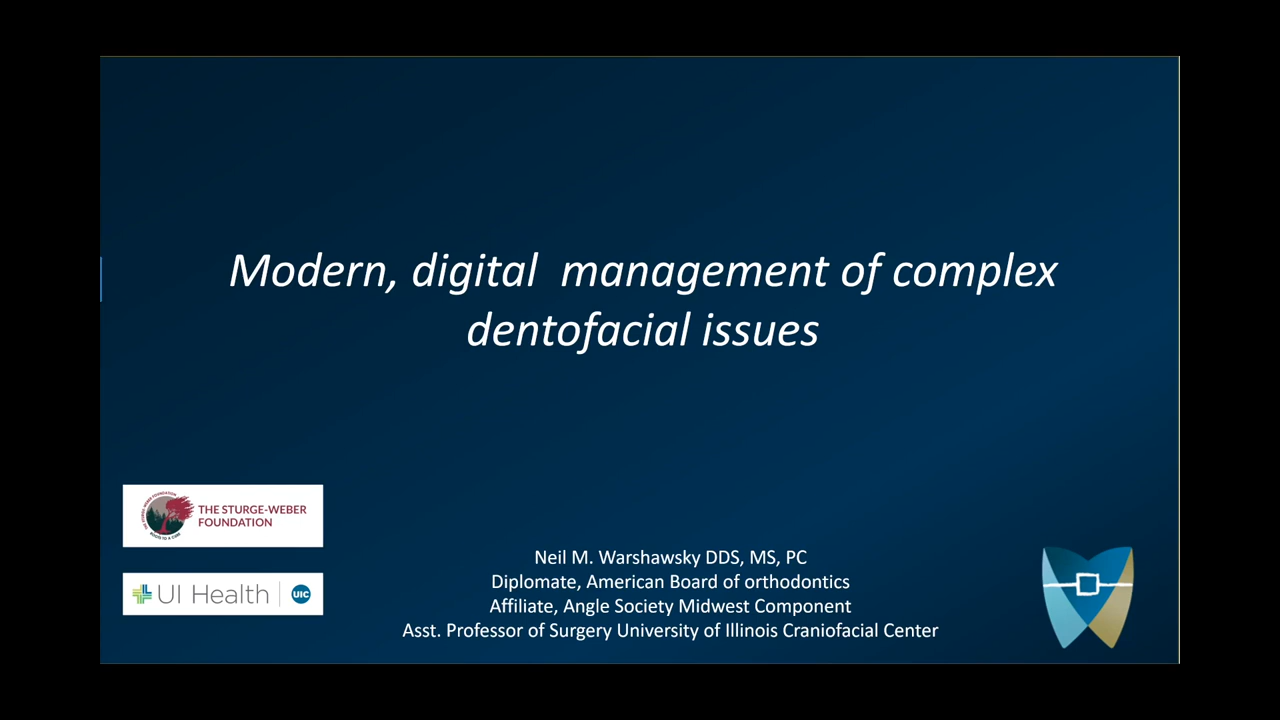 Modern, digital  management of complex
dentofacial issues
THE STURGE-WEBER
FOUNDATION
UI Health
UIC
Neil M. Warshawsky DDS, MS, PC
Diplomate, American Board of orthodontics
Affiliate, Angle Society Midwest Component
Asst. Professor of Surgery University of Illinois Craniofacial Center